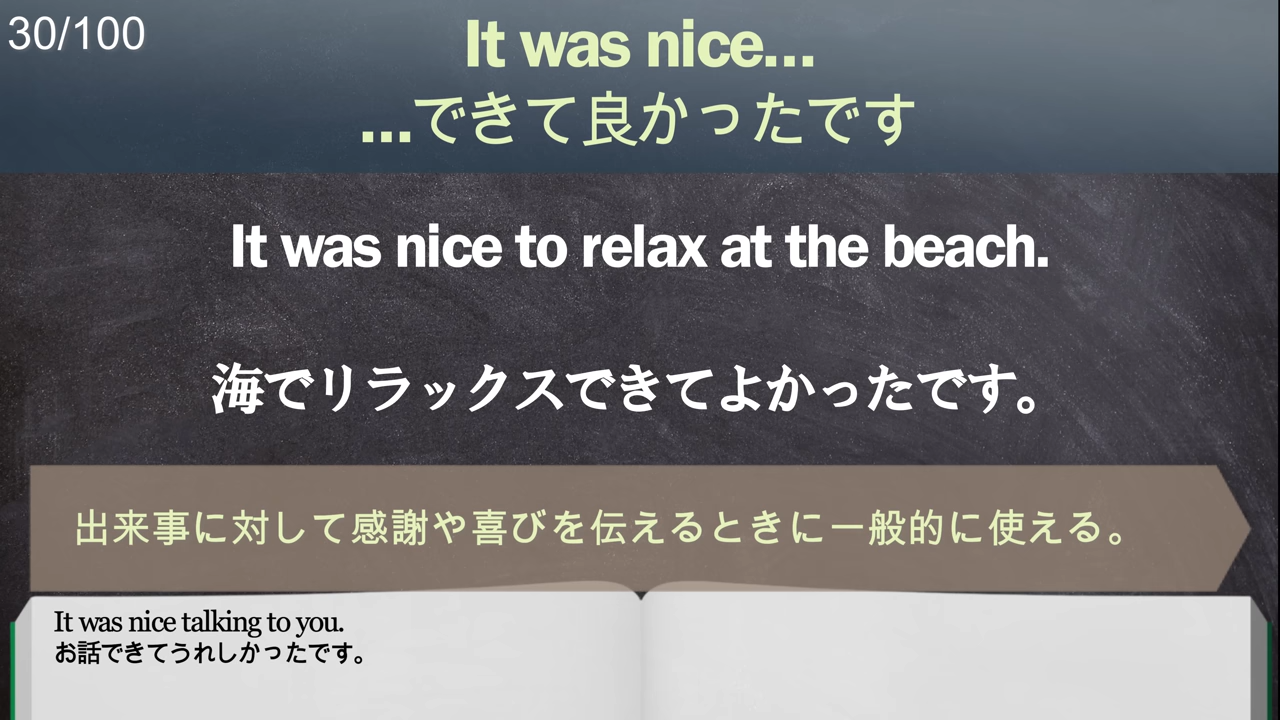 30/100
It was nice...
...できて良かったです
It was nice to relax at the beach.
海でリラックスできてよかったです。
出来事に対して感謝や喜びを伝えるときに一般的に使える。
It was nice talking to you.
お話できてうれしかったです。